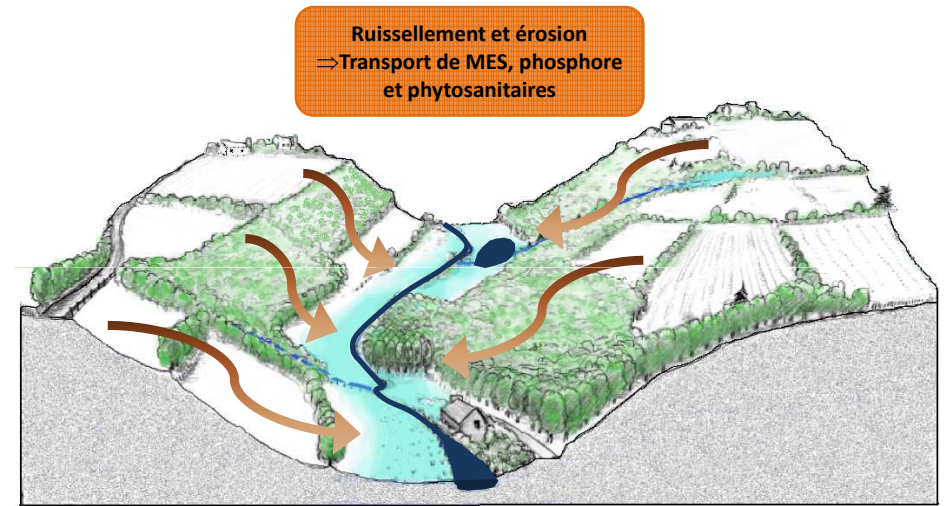 Ruissellement et érosion
⇒Transport de MES, phosphore
et phytosanitaires